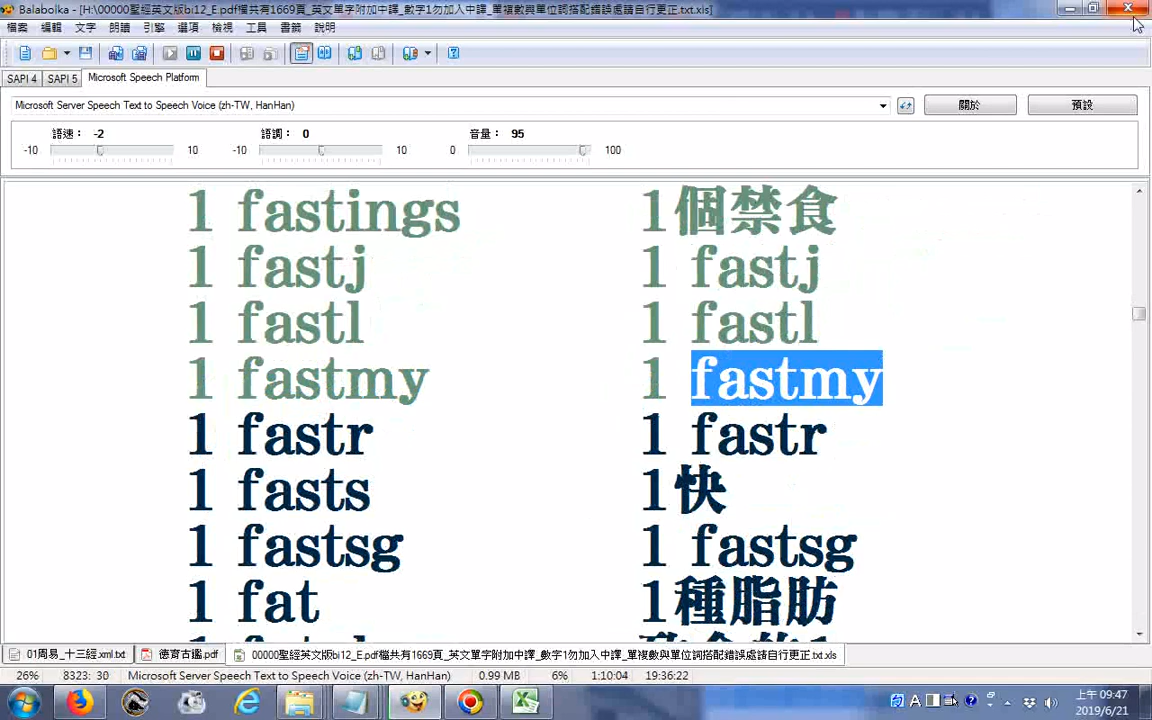 Balabolka - [H:\00000聖經英文版bi12_E.pdf檔共有1669頁_英文單字附加中譯_數字1勿加入中譯_單複數與單位詞搭配錯誤處請自行更正.txt.xls]
檔案 編輯 文字 朗讀 引擎 選項 檢視 工具 書籤 說明
SAPI 4 SAPI 5 Microsoft Speech Platform
Microsoft Server Speech Text to Speech Voice (zh-TW, HanHan) 關於 預設
語速： -2 語調： 0 音量： 95
-10 10 -10 10 0 100
1 fastings 1個禁食
1 fastj 1 fastj
1 fastl 1 fastl
1 fastmy 1 fastmy
1 fastr 1 fastr
1 fasts 1快
1 fastsg 1 fastsg
1 fat 1種脂肪
01周易_十三經.xml.txt 德育古鑑.pdf 00000聖經英文版bi12_E.pdf檔共有1669頁_英文單字附加中譯_數字1勿加入中譯_單複數與單位詞搭配錯誤處請自行更正.txt.xls
26% 8323: 30 Microsoft Server Speech Text to Speech Voice (zh-TW, HanHan) 0.99 MB 6% 1:10:04 19:36:22
上午 09:47
2019/6/21